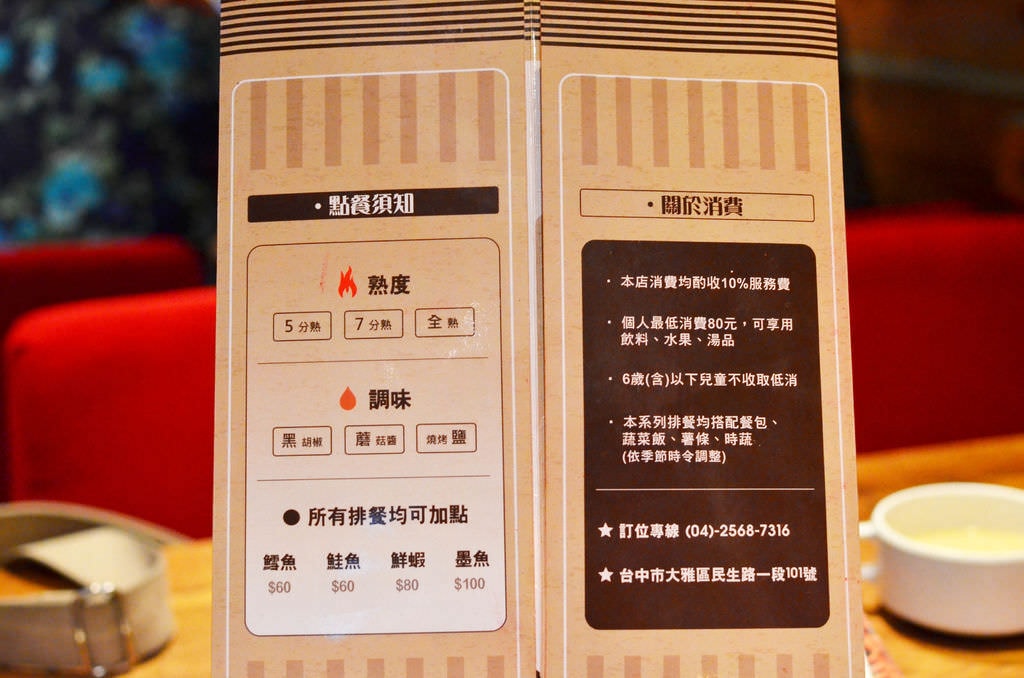 ·點餐須知
熟度
5分熟 7分熟 全熟
調味
黑胡椒 蘑菇醬 燒烤鹽
●所有排餐均可加點
鱈魚 鮭魚 鮮蝦 墨魚
$60 $60 $80 $100
·關於消費
·本店消費均酌收10%服務費
·個人最低消費80元，可享用
飲料、水果、湯品
·6歲(含)以下兒童不收取低消
·本系列排餐均搭配餐包、
蔬菜飯、薯條、時蔬
(依季節時令調整)
★訂位專線 (04)-2568-7316
★台中市大雅區民生路一段101號